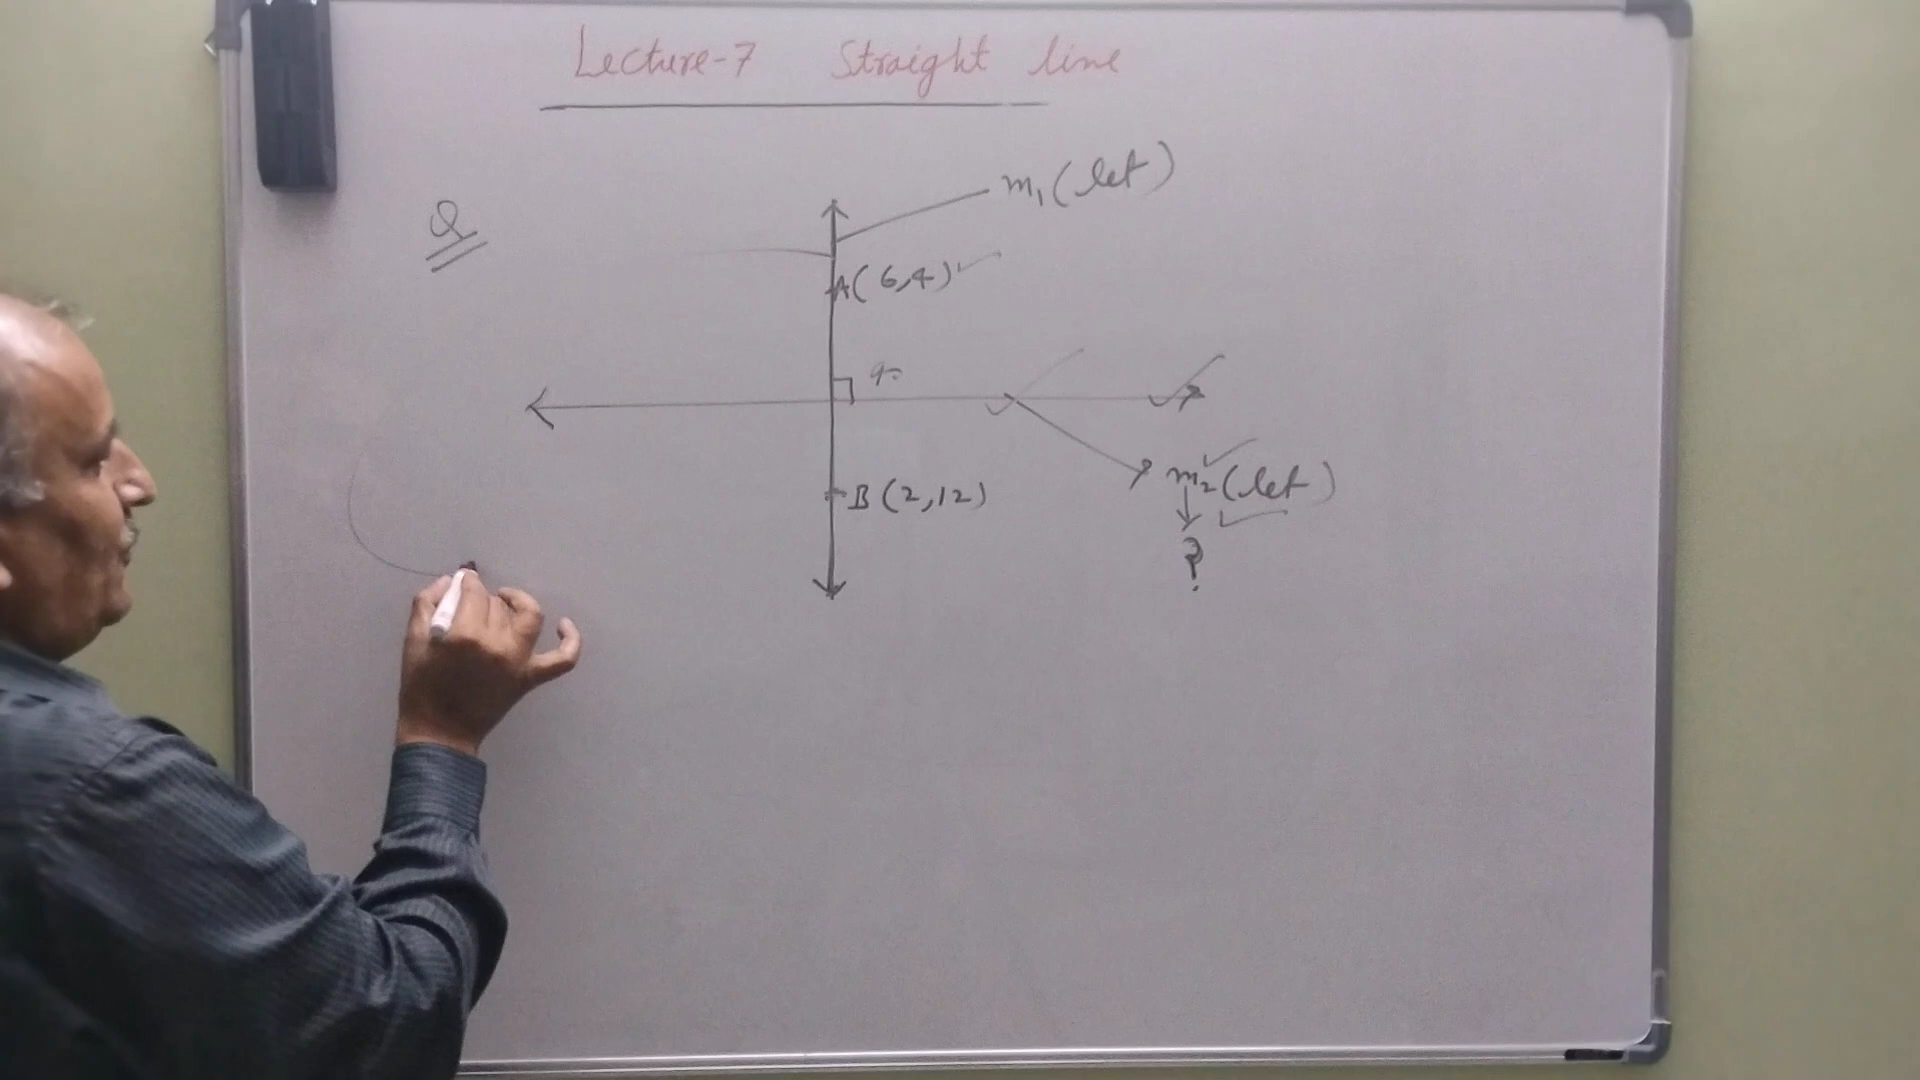 Lecture-7 Straight line
m₁ (let)
Q
A(6,4)
m₂ (let)
B(2,12)
?